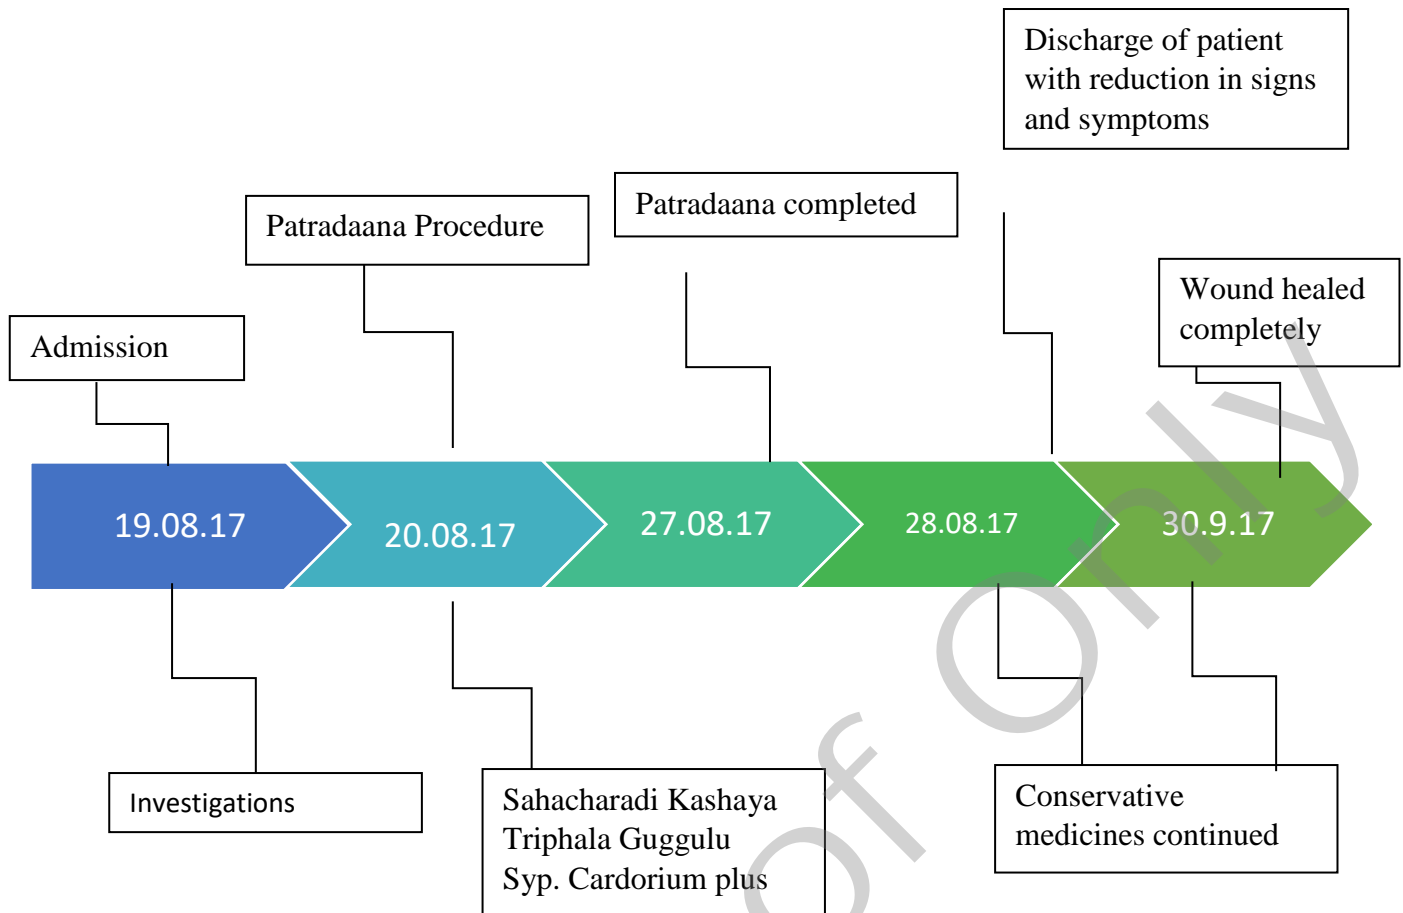 Discharge of patient
with reduction in signs
and symptoms
Patradaana Procedure
Patradaana completed
Wound healed
completely
Admission
19.08.17
20.08.17
27.08.17
28.08.17
30.9.17
Investigations
Sahacharadi Kashaya
Triphala Guggulu
Syp. Cardorium plus
Conservative
medicines continued
of Only